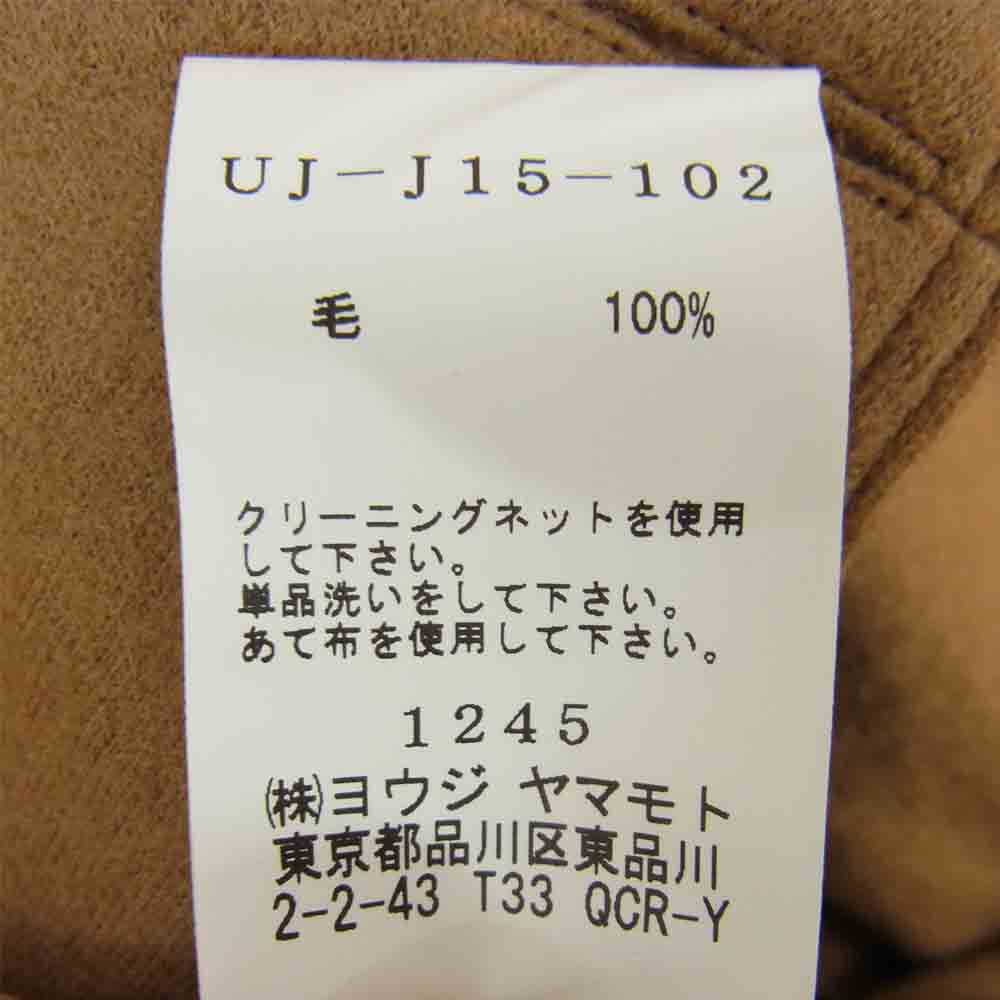 UJ-J15-102
毛 100%
クリーニングネットを使用
して下さい。
単品洗いをして下さい。
あて布を使用して下さい。
1245
(株)ヨウジ ヤマモト
東京都品川区東品川
2-2-43 T33 QCR-Y